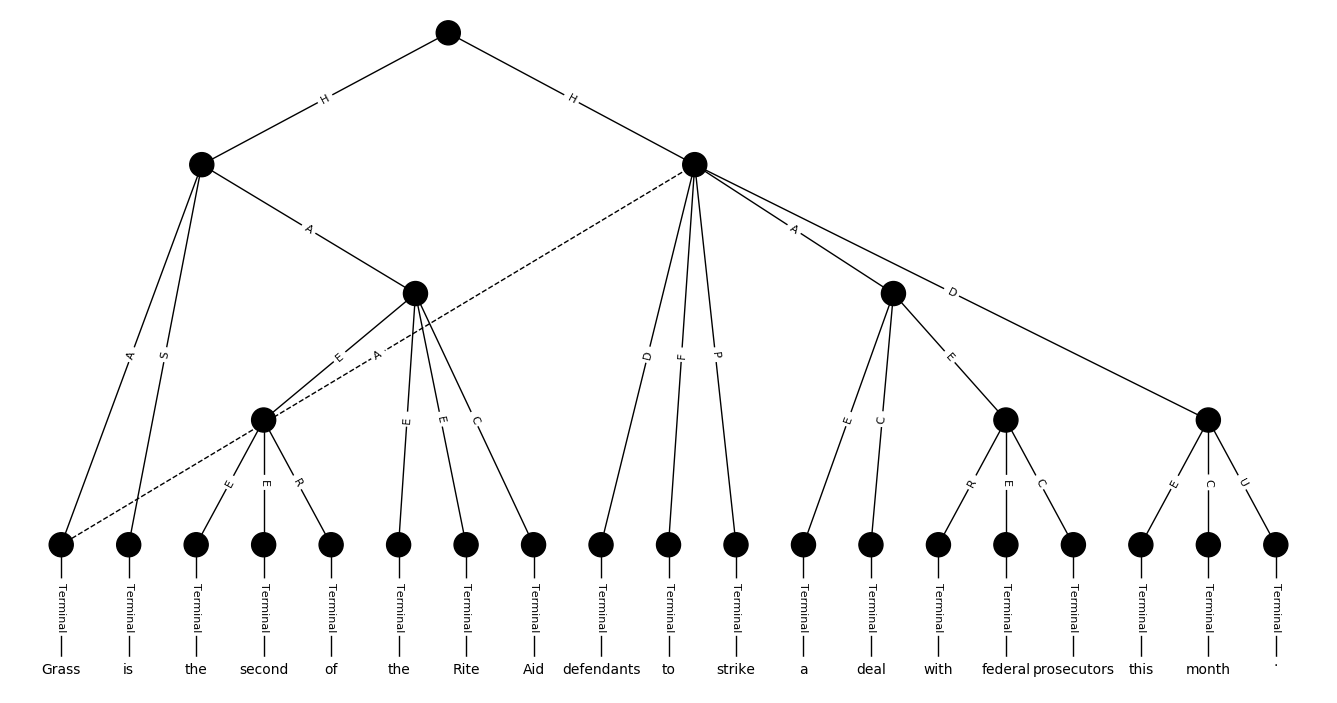 H H
A A D
A S E A D F P E C E
E E C
E E R R E C E C U
Terminal Terminal Terminal Terminal Terminal Terminal Terminal Terminal Terminal Terminal Terminal Terminal Terminal Terminal Terminal Terminal Terminal Terminal Terminal
Grass is the second of the Rite Aid defendants to strike a deal with federal prosecutors this month .